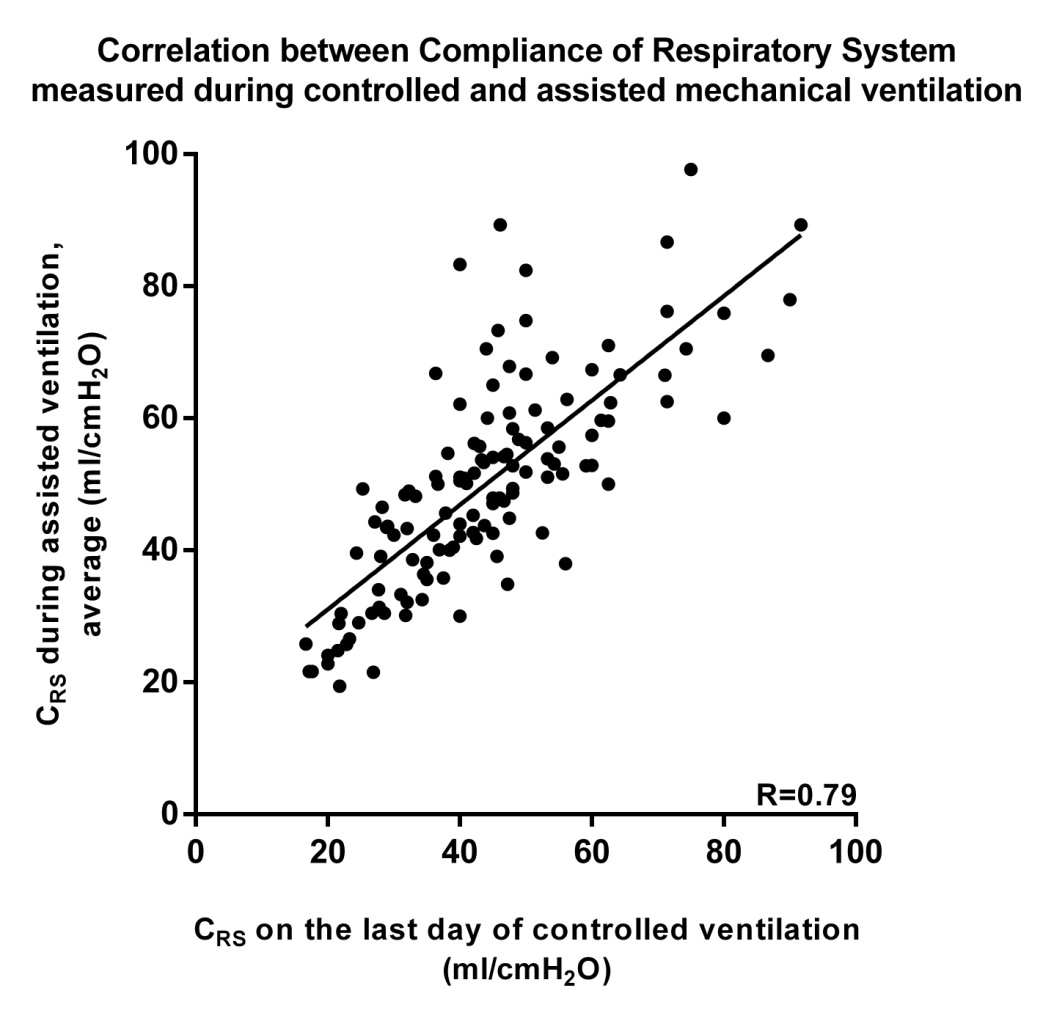 Correlation between Compliance of Respiratory System
measured during controlled and assisted mechanical ventilation
C_RS during assisted ventilation,
average (ml/cmH₂O)
100
80
60
40
20
0
R=0.79
0 20 40 60 80 100
C_RS on the last day of controlled ventilation
(ml/cmH₂O)